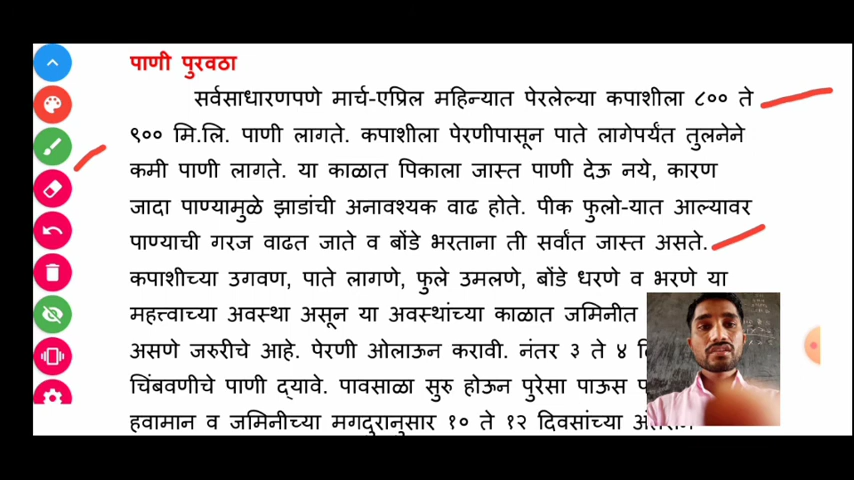 पाणी पुरवठा
सर्वसाधारणपणे मार्च-एप्रिल महिन्यात पेरलेल्या कपाशीला ८०० ते
९०० मि.लि. पाणी लागते. कपाशीला पेरणीपासून पाते लागेपर्यंत तुलनेने
कमी पाणी लागते. या काळात पिकाला जास्त पाणी देऊ नये, कारण
जादा पाण्यामुळे झाडांची अनावश्यक वाढ होते. पीक फुलो-यात आल्यावर
पाण्याची गरज वाढत जाते व बोंडे भरताना ती सर्वांत जास्त असते.
कपाशीच्या उगवण, पाते लागणे, फुले उमलणे, बोंडे धरणे व भरणे या
महत्त्वाच्या अवस्था असून या अवस्थांच्या काळात जमिनीत
असणे जरुरीचे आहे. पेरणी ओलाऊन करावी. नंतर ३ ते ४
चिंबवणीचे पाणी द्यावे. पावसाळा सुरु होऊन पुरेसा पाऊस
हवामान व जमिनीच्या मगदूरानुसार १० ते १२ दिवसांच्या